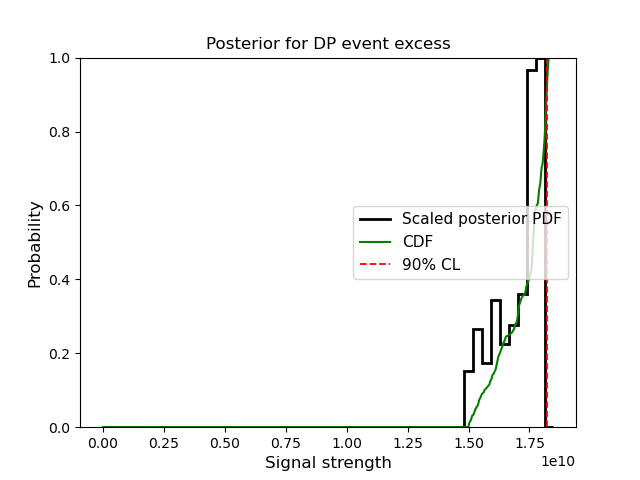 Posterior for DP event excess
Probability
1.0
0.8
0.6
0.4
0.2
0.0
Scaled posterior PDF
CDF
90% CL
0.00 0.25 0.50 0.75 1.00 1.25 1.50 1.75
1e10
Signal strength